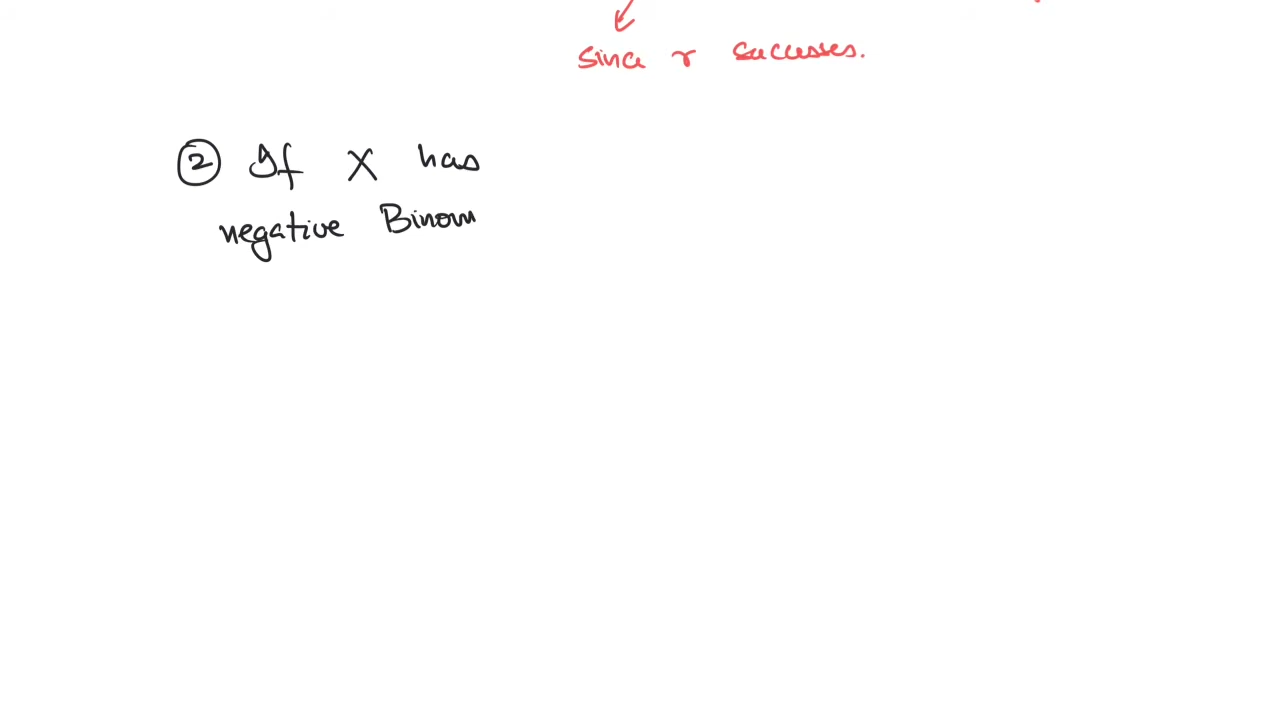 since r successes.
② If X has
negative Binom